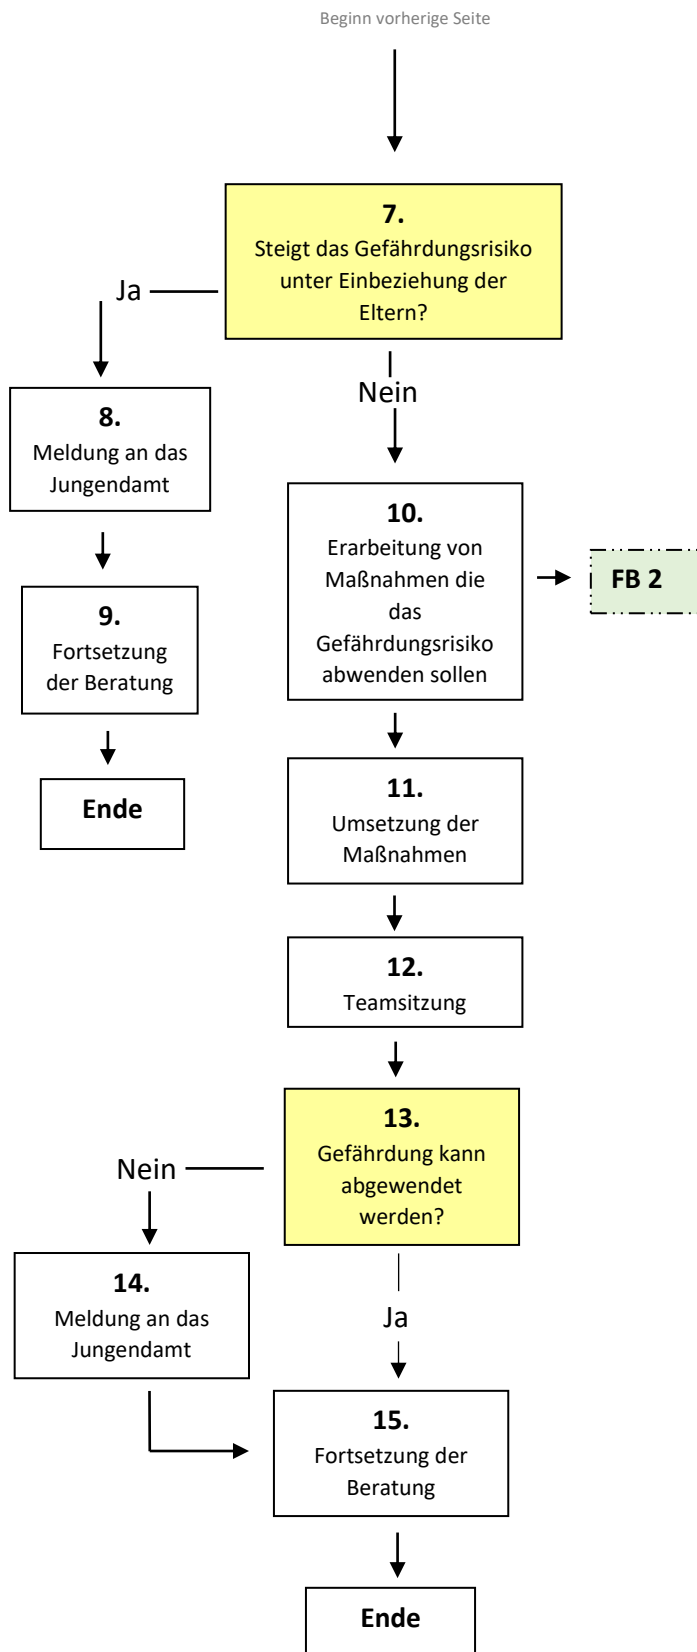 Beginn vorherige Seite
7.
Steigt das Gefährdungsrisiko
unter Einbeziehung der
Eltern?
Ja
Nein
8.
Meldung an das
Jungendamt
9.
Fortsetzung
der Beratung
Ende
10.
Erarbeitung von
Maßnahmen die
das
Gefährdungsrisiko
abwenden sollen
FB 2
11.
Umsetzung der
Maßnahmen
12.
Teamsitzung
13.
Gefährdung kann
abgewendet
werden?
Nein
14.
Meldung an das
Jungendamt
Ja
15.
Fortsetzung der
Beratung
Ende